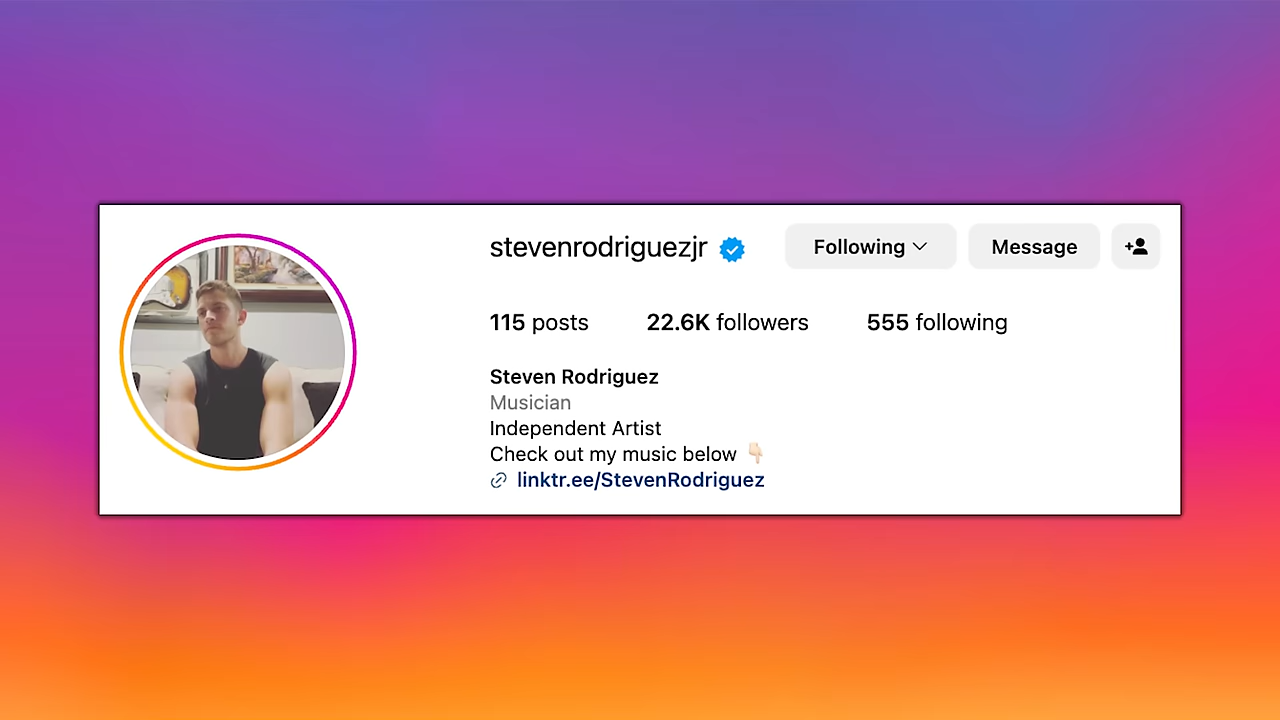 stevenrodriguezjr Following Message
115 posts 22.6K followers 555 following
Steven Rodriguez
Musician
Independent Artist
Check out my music below 👇🏻
linktr.ee/StevenRodriguez